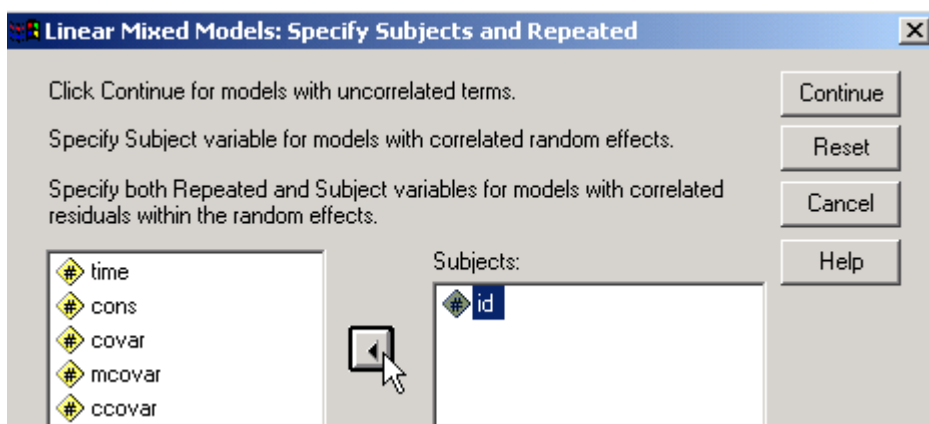 Linear Mixed Models: Specify Subjects and Repeated
Click Continue for models with uncorrelated terms.
Continue
Specify Subject variable for models with correlated random effects.
Reset
Specify both Repeated and Subject variables for models with correlated
residuals within the random effects.
Cancel
Help
time
cons
covar
mcovar
ccovar
Subjects:
id